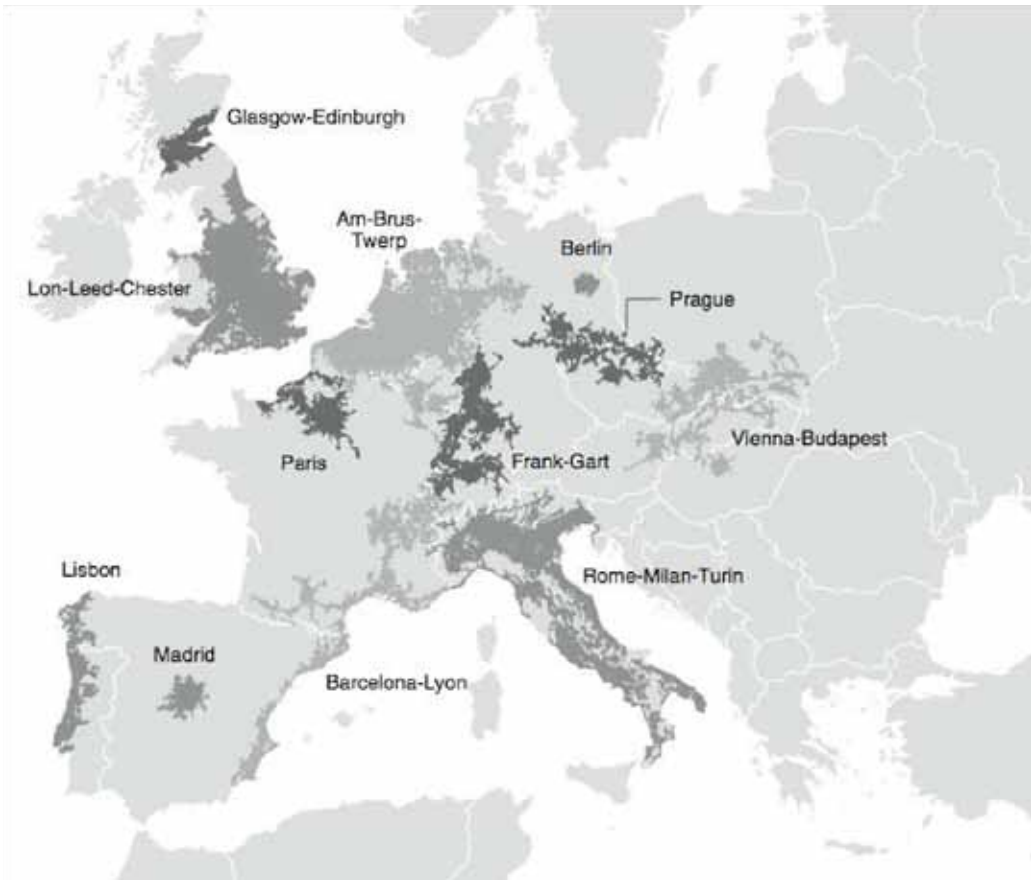 Glasgow-Edinburgh
Am-Brus-
Twerp
Berlin
Lon-Leed-Chester
Prague
Vienna-Budapest
Paris
Frank-Gart
Lisbon
Rome-Milan-Turin
Madrid
Barcelona-Lyon